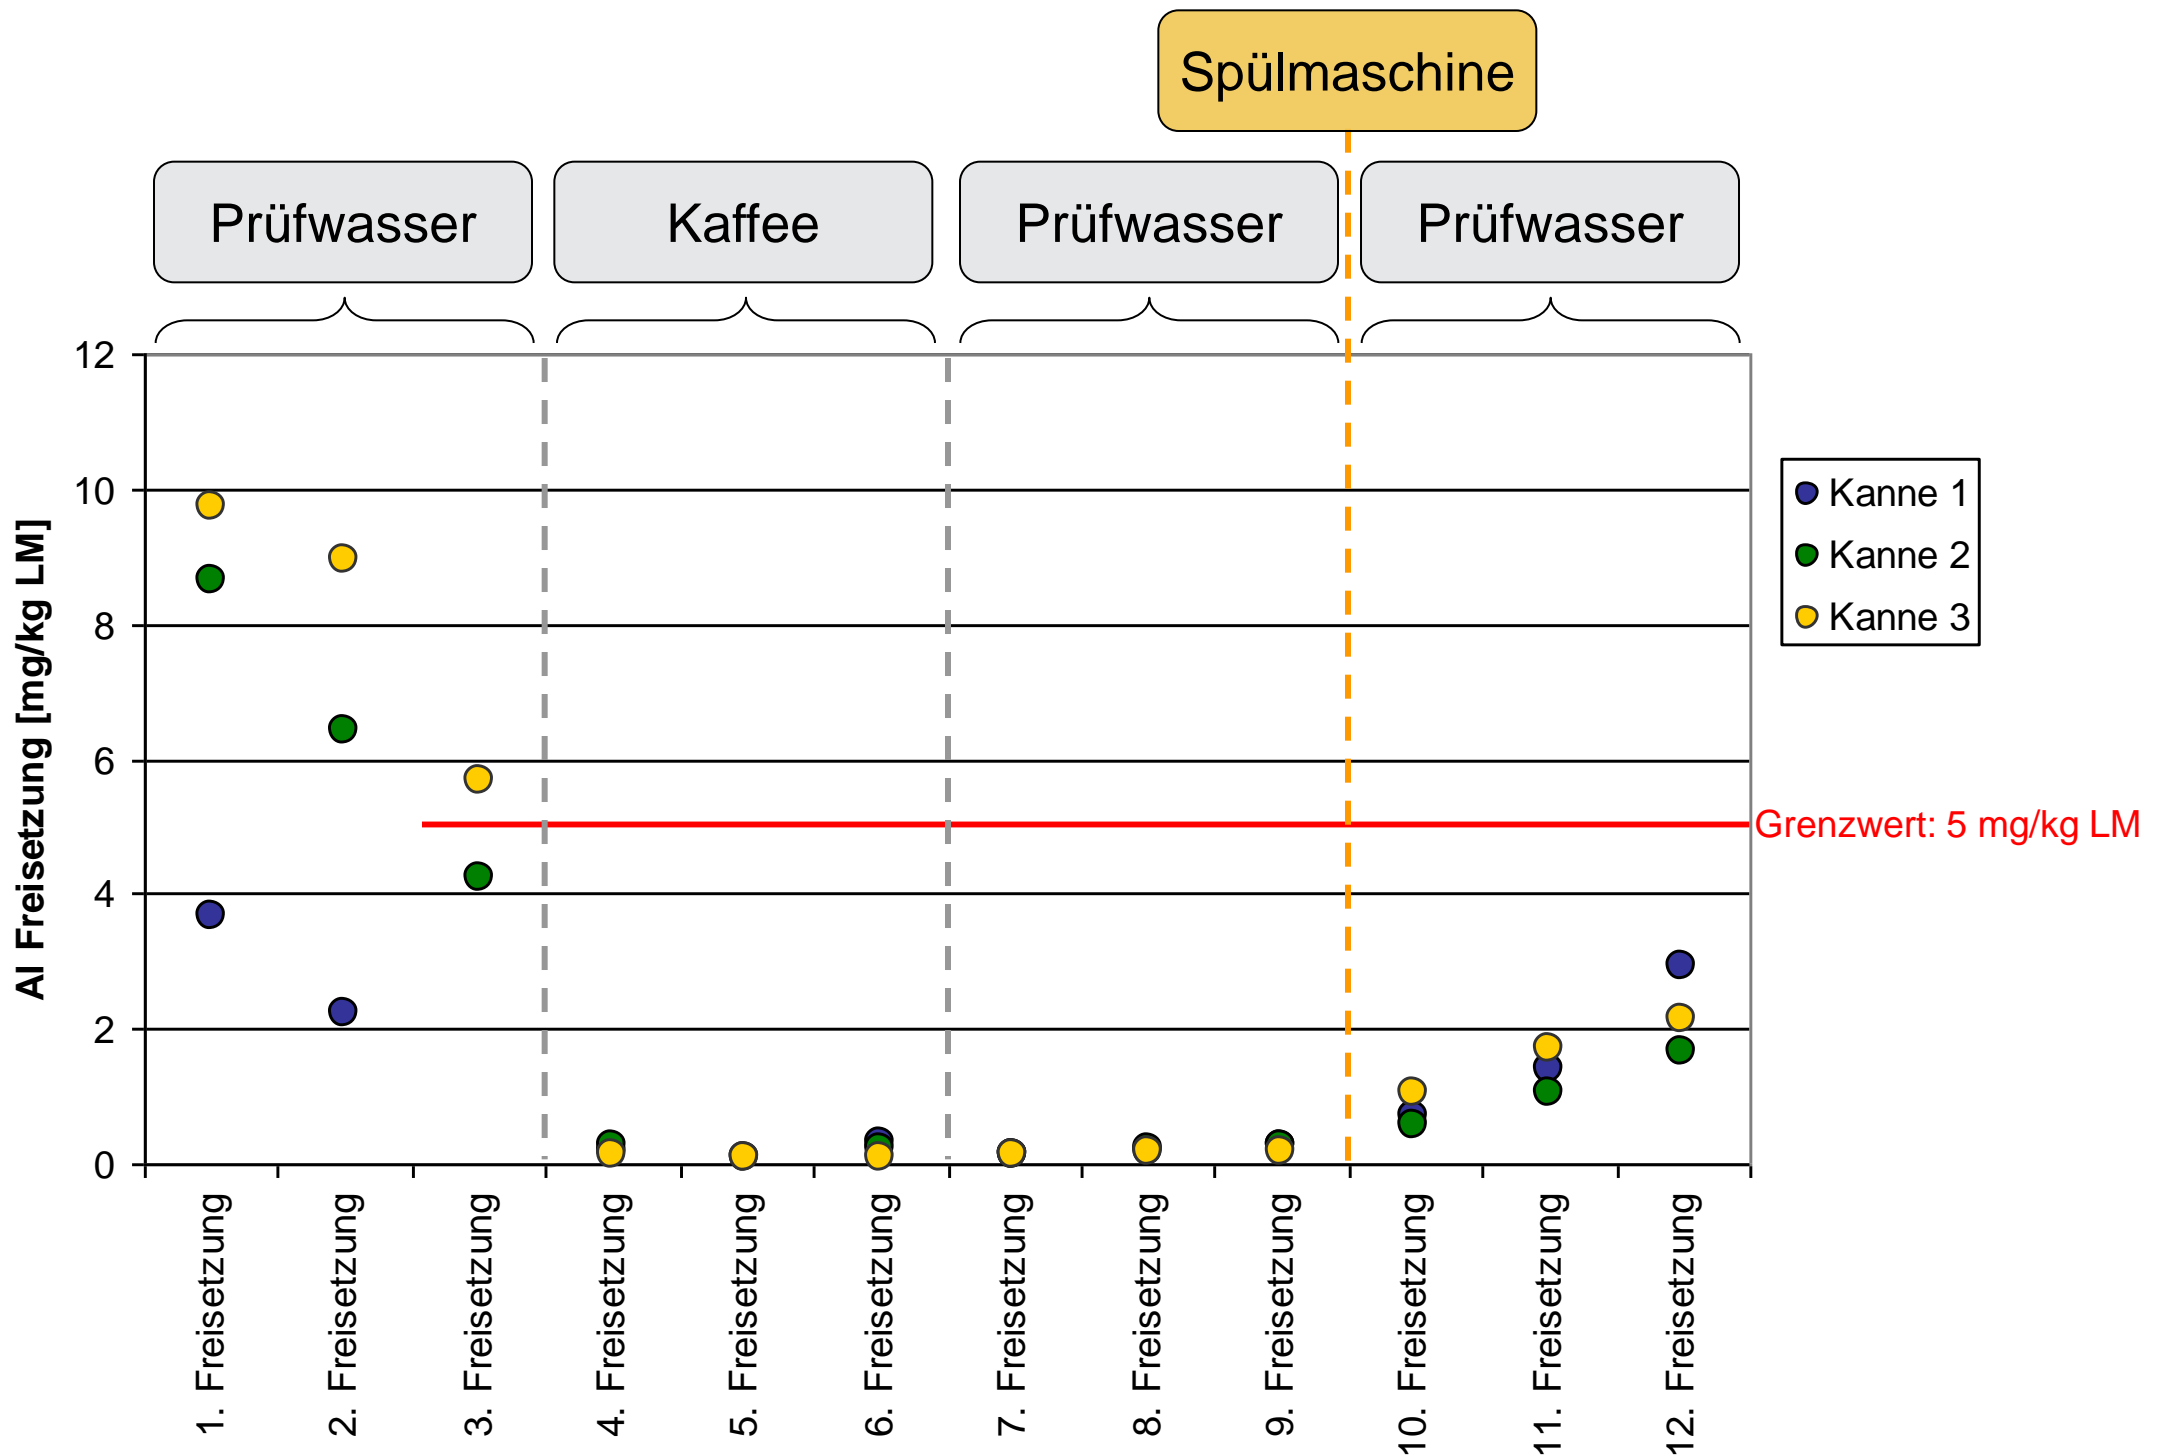 Spülmaschine
Prüfwasser
Kaffee
Prüfwasser
Prüfwasser
Al Freisetzung [mg/kg LM]
12
10
8
6
4
2
0
Kanne 1
Kanne 2
Kanne 3
Grenzwert: 5 mg/kg LM
1. Freisetzung
2. Freisetzung
3. Freisetzung
4. Freisetzung
5. Freisetzung
6. Freisetzung
7. Freisetzung
8. Freisetzung
9. Freisetzung
10. Freisetzung
11. Freisetzung
12. Freisetzung